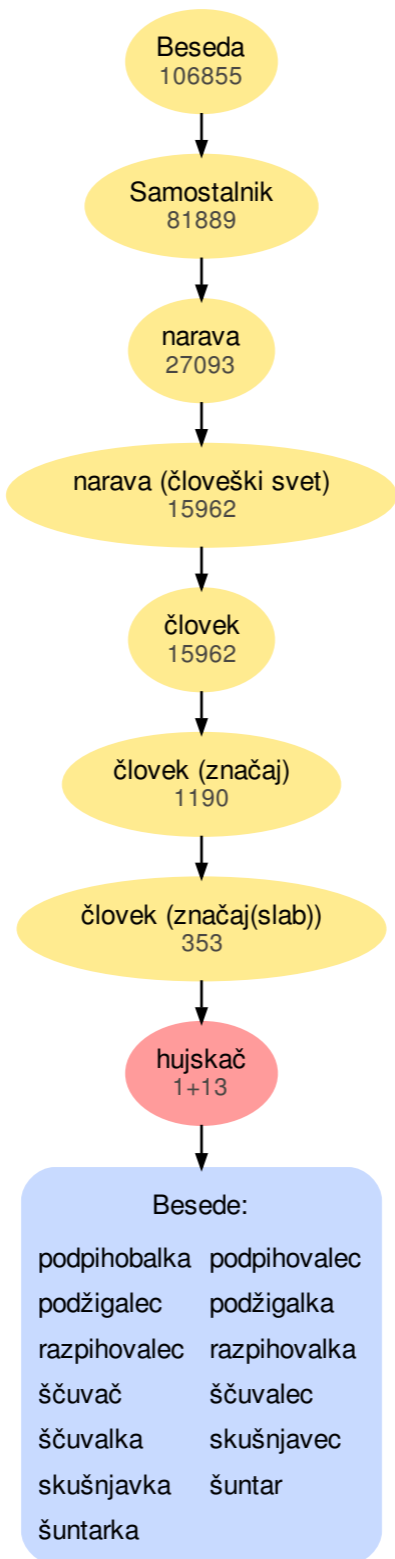 Beseda
106855
Samostalnik
81889
narava
27093
narava (človeški svet)
15962
človek
15962
človek (značaj)
1190
človek (značaj(slab))
353
hujskač
1+13
Besede:
podpihobalka podpihovalec
podžigalec podžigalka
razpihovalec razpihovalka
ščuvač ščuvalec
ščuvalka skušnjavec
skušnjavka šuntar
šuntarka